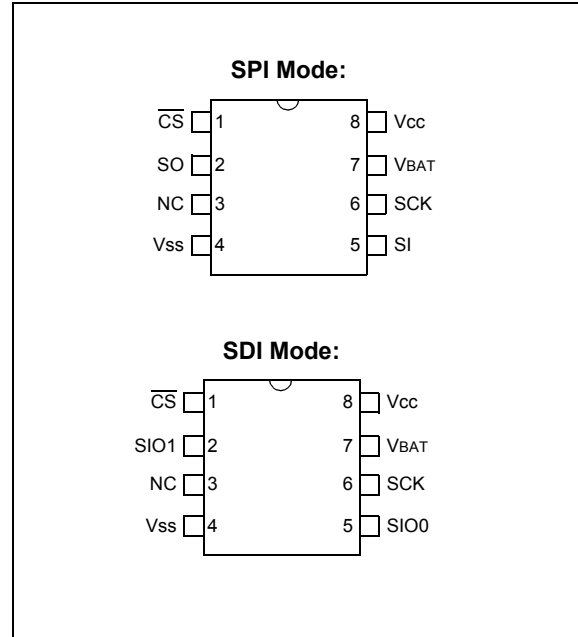 SPI Mode:
CS 1 8 Vcc
SO 2 7 VBAT
NC 3 6 SCK
Vss 4 5 SI
SDI Mode:
CS 1 8 Vcc
SIO1 2 7 VBAT
NC 3 6 SCK
Vss 4 5 SIO0